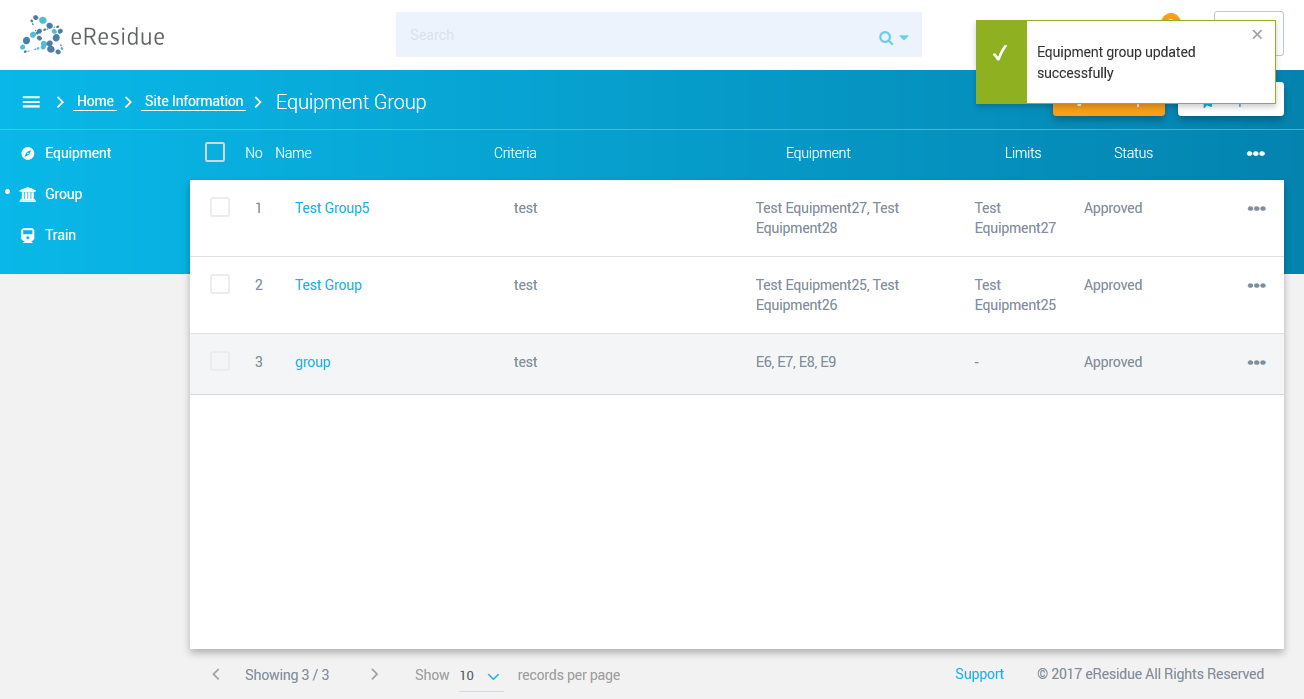 eResidue
Search
Equipment group updated
successfully
Home
Site Information
Equipment Group
Equipment
Group
Train
No Name Criteria Equipment Limits Status
1 Test Group5 test Test Equipment27, Test Test Approved
Equipment28 Equipment27
2 Test Group test Test Equipment25, Test Test Approved
Equipment26 Equipment25
3 group test E6, E7, E8, E9 - Approved
Showing 3 / 3 Show 10 records per page
Support © 2017 eResidue All Rights Reserved